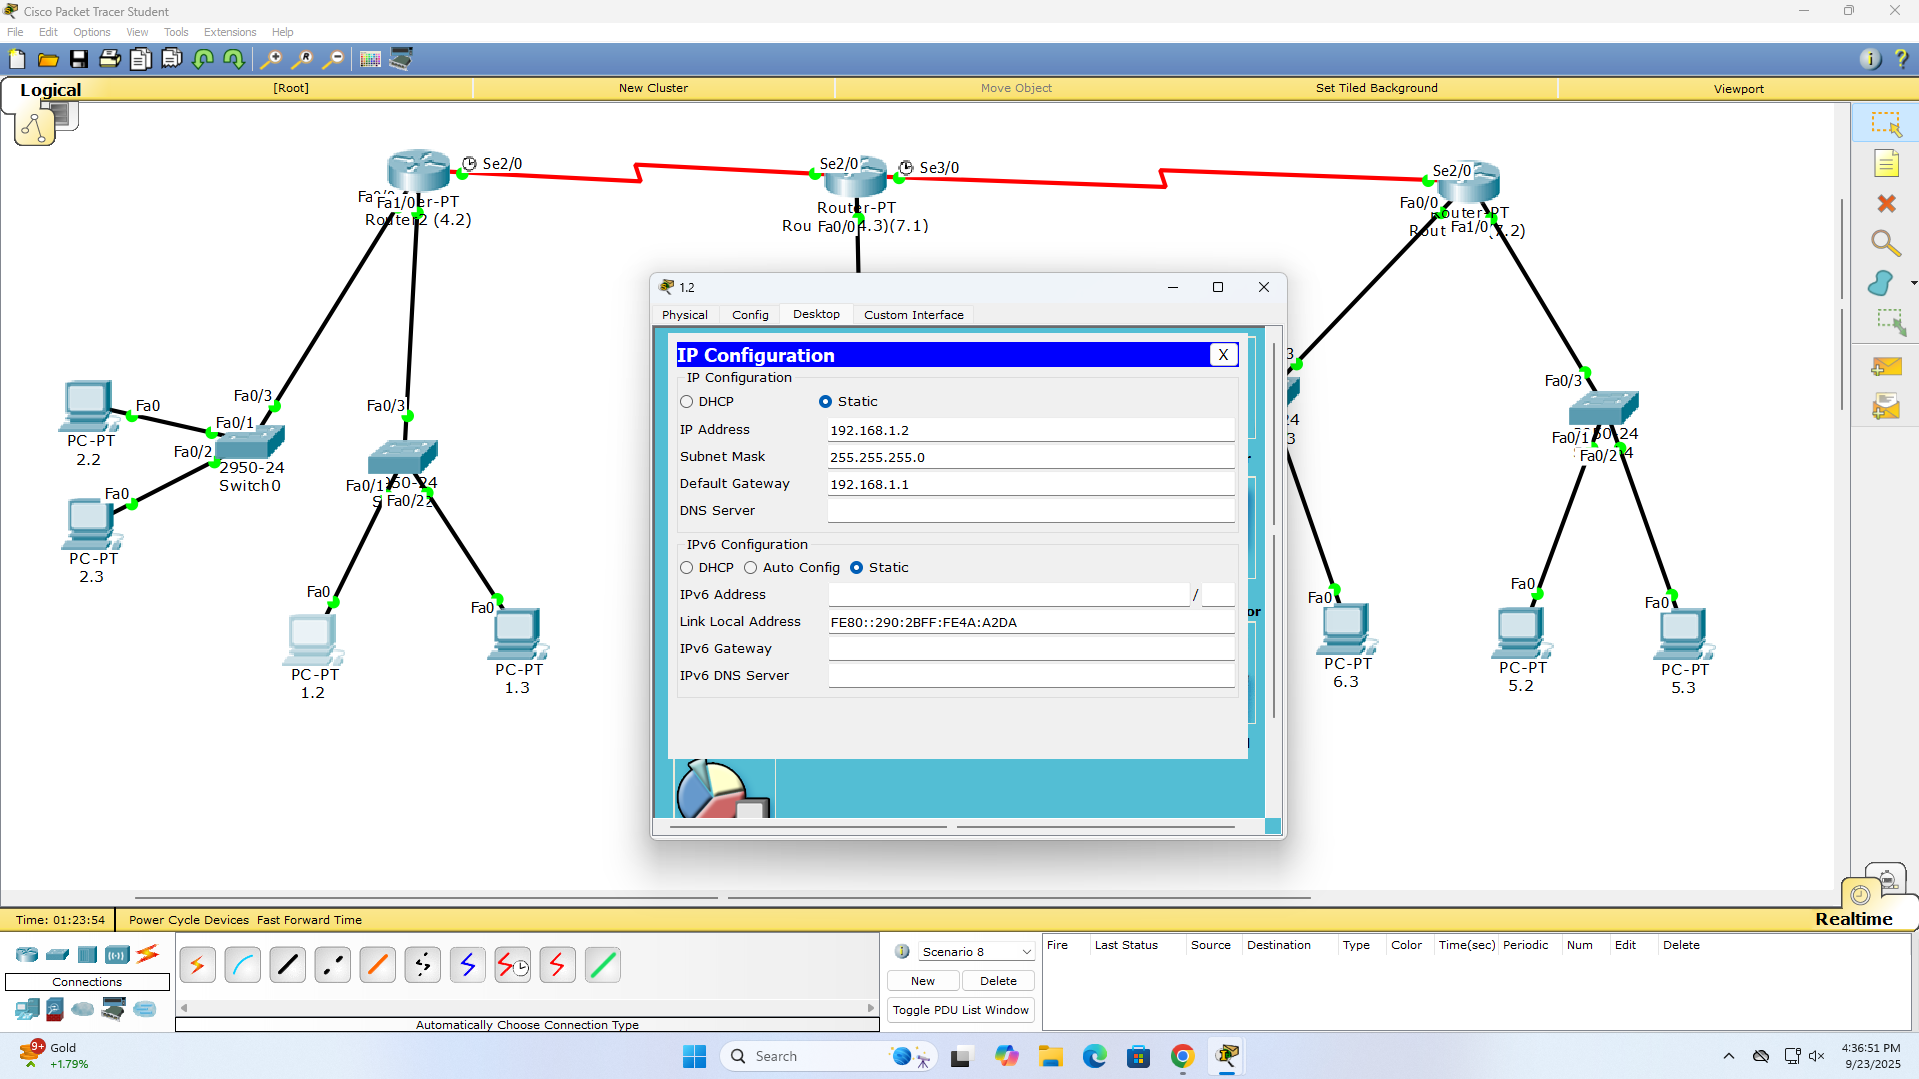 Cisco Packet Tracer Student
File Edit Options View Tools Extensions Help
Logical
[Root]
New Cluster
Move Object
Set Tiled Background
Viewport
Se2/0
Se2/0
Se3/0
Se2/0
Fa1/0
Router2 (4.2)
Router-PT
Fa0/0
4.3)(7.1)
Fa0/0
Fa1/0
7.2)
1.2
Physical
Config
Desktop
Custom Interface
IP Configuration
X
IP Configuration
DHCP
Static
IP Address
192.168.1.2
Subnet Mask
255.255.255.0
Default Gateway
192.168.1.1
DNS Server
IPv6 Configuration
DHCP
Auto Config
Static
IPv6 Address
/
Link Local Address
FE80::290:2BFF:FE4A:A2DA
IPv6 Gateway
IPv6 DNS Server
Fa0
PC-PT
2.2
Fa0
PC-PT
2.3
Fa0/3
Fa0/1
Fa0/2
2950-24
Switch0
Fa0/3
Fa0/1
Fa0/2
Fa0
PC-PT
1.2
Fa0
PC-PT
1.3
Fa0
PC-PT
6.3
Fa0/3
Fa0/1
Fa0/2
Fa0
PC-PT
5.2
Fa0
PC-PT
5.3
Time: 01:23:54
Power Cycle Devices Fast Forward Time
Realtime
Connections
Automatically Choose Connection Type
Scenario 8
New
Delete
Toggle PDU List Window
Fire Last Status Source Destination Type Color Time(sec) Periodic Num Edit Delete
9+
Gold
+1.79%
Search
4:36:51 PM
9/23/2025